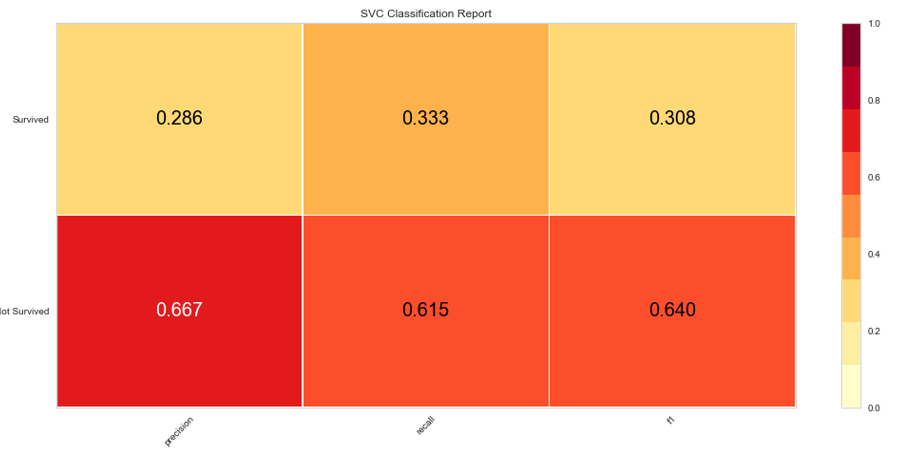 SVC Classification Report
Survived
0.286 0.333 0.308
ot Survived
0.667 0.615 0.640
precision recall f1
1.0
0.8
0.6
0.4
0.2
0.0